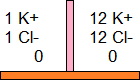 1 K+
1 Cl-
0
12 K+
12 Cl-
0